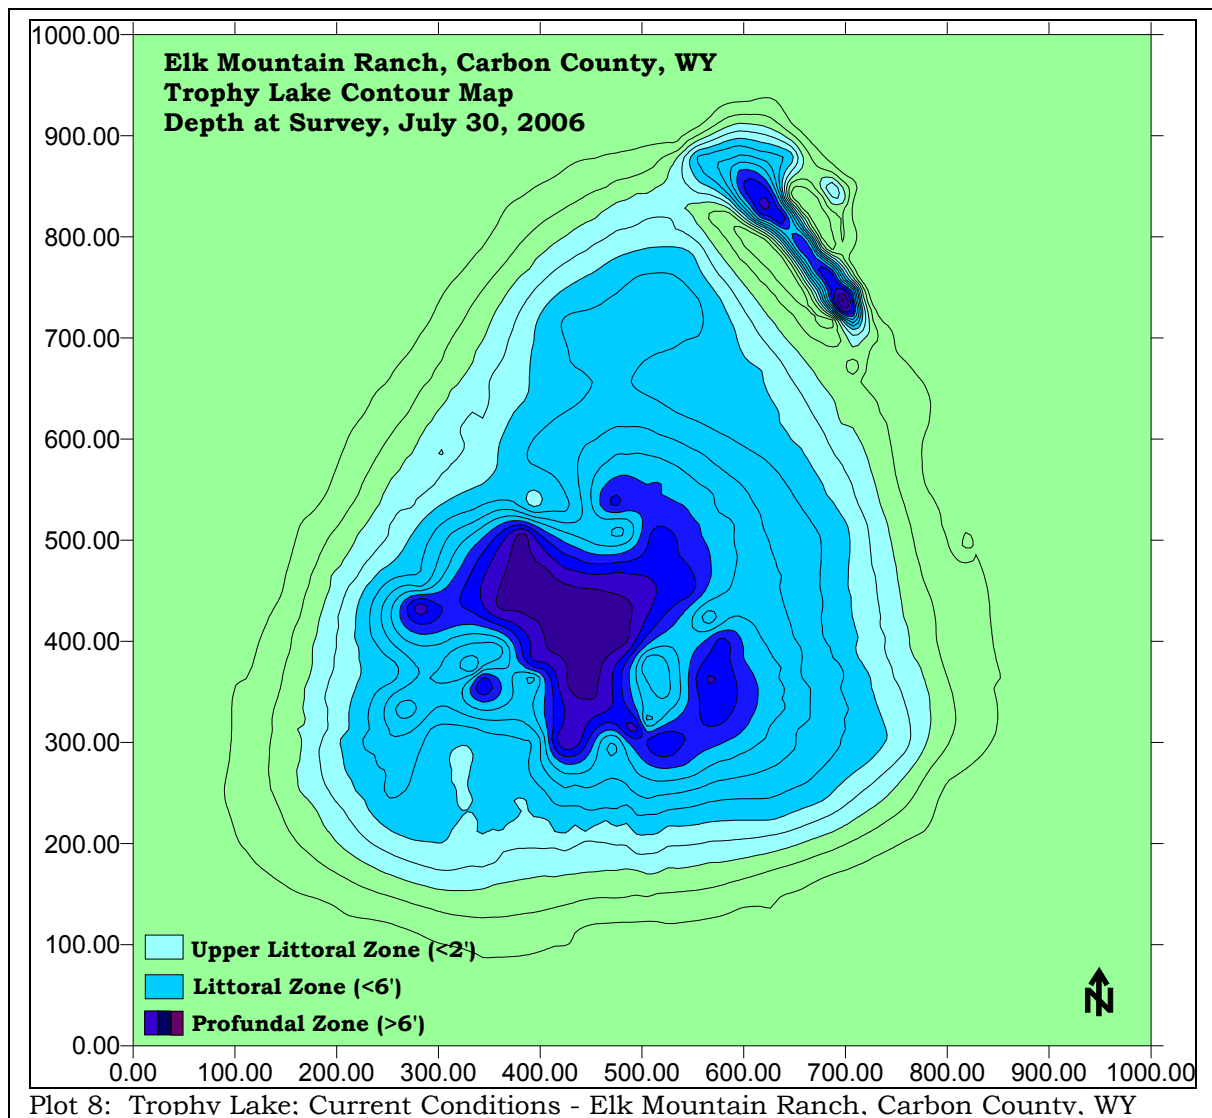 Elk Mountain Ranch, Carbon County, WY
Trophy Lake Contour Map
Depth at Survey, July 30, 2006
1000.00
900.00
800.00
700.00
600.00
500.00
400.00
300.00
200.00
100.00
0.00
Upper Littoral Zone (<2')
Littoral Zone (<6')
Profundal Zone (>6')
N
0.00 100.00 200.00 300.00 400.00 500.00 600.00 700.00 800.00 900.00 1000.00
Plot 8: Trophy Lake; Current Conditions - Elk Mountain Ranch, Carbon County, WY